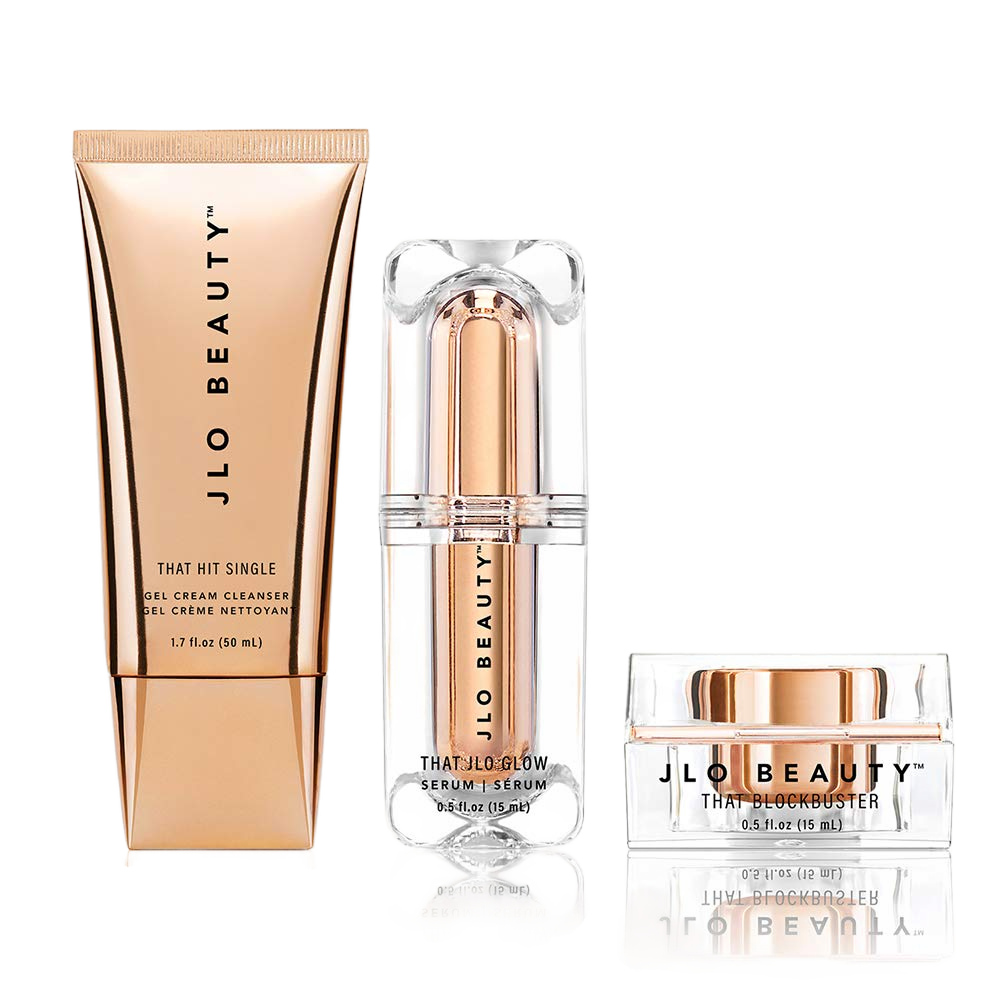 JLO BEAUTY™
THAT HIT SINGLE
GEL CREAM CLEANSER
GEL CRÈME NETTOYANT
1.7 fl.oz (50 mL)
JLO BEAUTY™
THAT JLO GLOW
SERUM | SÉRUM
0.5 fl.oz (15 mL)
JLO BEAUTY™
THAT BLOCKBUSTER
0.5 fl.oz (15 mL)